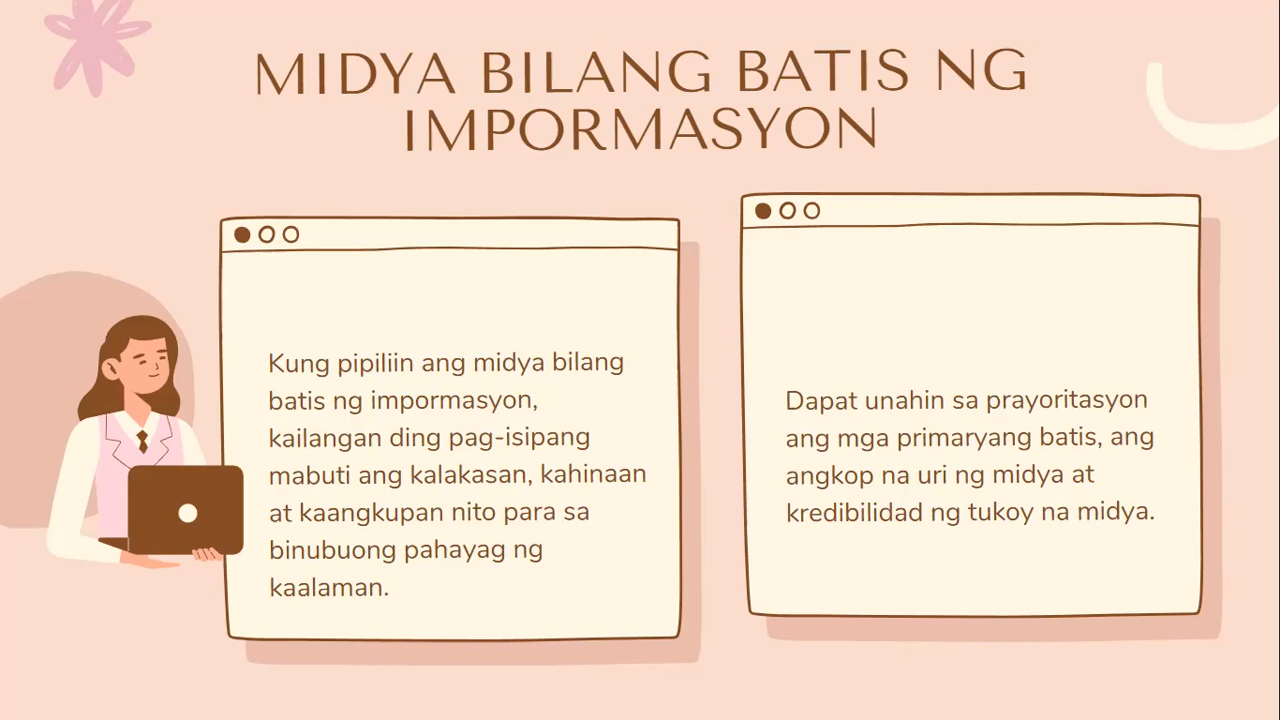 MIDYA BILANG BATIS NG
IMPORMASYON
Kung pipiliin ang midya bilang
batis ng impormasyon,
kailangan ding pag-isipang
mabuti ang kalakasan, kahinaan
at kaangkupan nito para sa
binubuong pahayag ng
kaalaman.
Dapat unahin sa prayoritasyon
ang mga primaryang batis, ang
angkop na uri ng midya at
kredibilidad ng tukoy na midya.